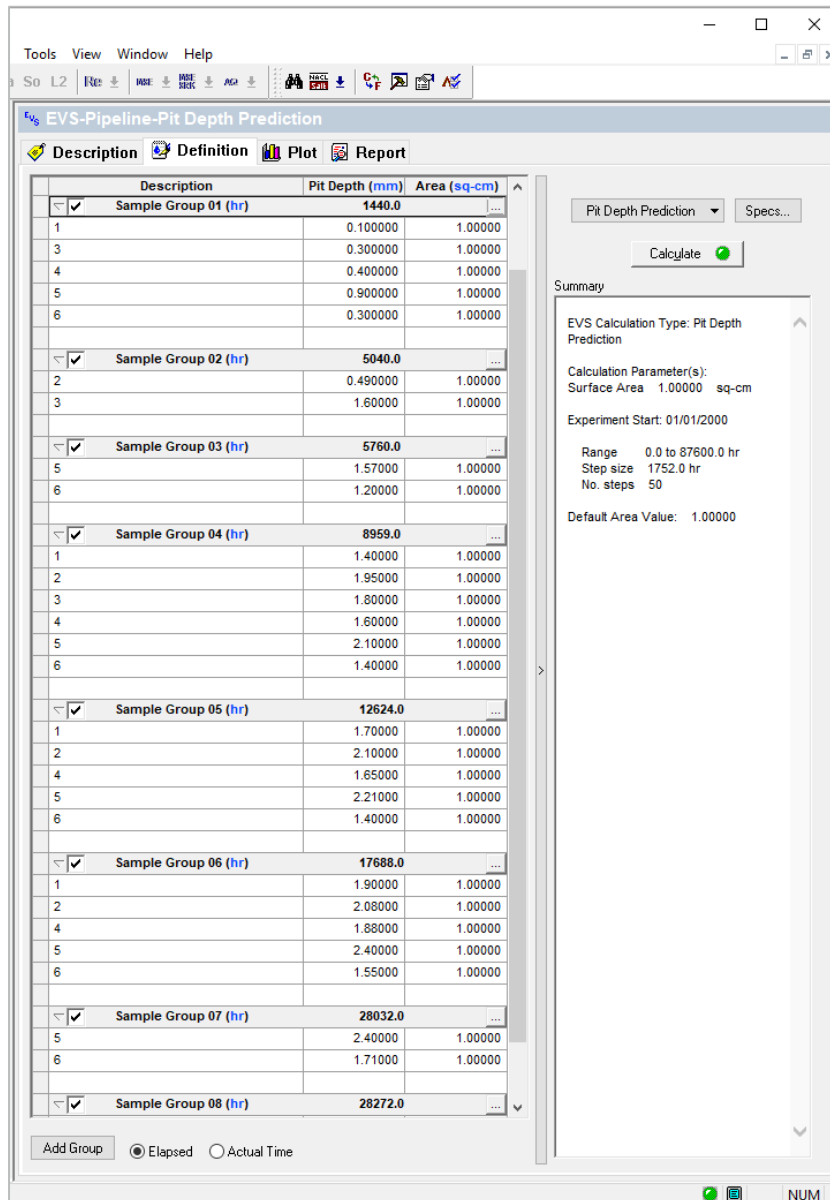 Tools View Window Help
So L2 Re
EVS-Pipeline-Pit Depth Prediction
Description Definition Plot Report
Description Pit Depth (mm) Area (sq-cm)
Sample Group 01 (hr) 1440.0 ...
1 0.100000 1.00000
3 0.300000 1.00000
4 0.400000 1.00000
5 0.900000 1.00000
6 0.300000 1.00000
Sample Group 02 (hr) 5040.0 ...
2 0.490000 1.00000
3 1.60000 1.00000
Sample Group 03 (hr) 5760.0 ...
5 1.57000 1.00000
6 1.20000 1.00000
Sample Group 04 (hr) 8959.0 ...
1 1.40000 1.00000
2 1.95000 1.00000
3 1.80000 1.00000
4 1.60000 1.00000
5 2.10000 1.00000
6 1.40000 1.00000
Sample Group 05 (hr) 12624.0 ...
1 1.70000 1.00000
2 2.10000 1.00000
4 1.65000 1.00000
5 2.21000 1.00000
6 1.40000 1.00000
Sample Group 06 (hr) 17688.0 ...
1 1.90000 1.00000
2 2.08000 1.00000
4 1.88000 1.00000
5 2.40000 1.00000
6 1.55000 1.00000
Sample Group 07 (hr) 28032.0 ...
5 2.40000 1.00000
6 1.71000 1.00000
Sample Group 08 (hr) 28272.0 ...
Add Group Elapsed Actual Time
Pit Depth Prediction Specs...
Calculate
Summary
EVS Calculation Type: Pit Depth
Prediction
Calculation Parameter(s):
Surface Area 1.00000 sq-cm
Experiment Start: 01/01/2000
Range 0.0 to 87600.0 hr
Step size 1752.0 hr
No. steps 50
Default Area Value: 1.00000
NUM